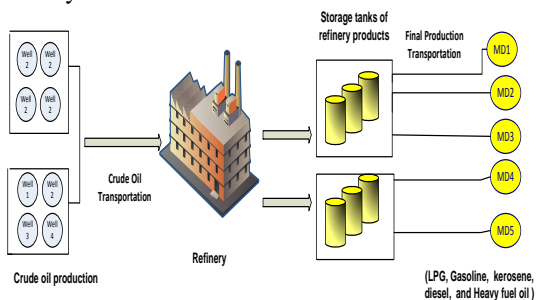 Well
2
Well
2
Well
2
Well
2
Well
1
Well
2
Well
3
Well
4
Crude oil production
Crude Oil
Transportation
Refinery
Storage tanks of
refinery products
Final Production
Transportation
MD1
MD2
MD3
MD4
MD5
(LPG, Gasoline, kerosene,
diesel, and Heavy fuel oil )